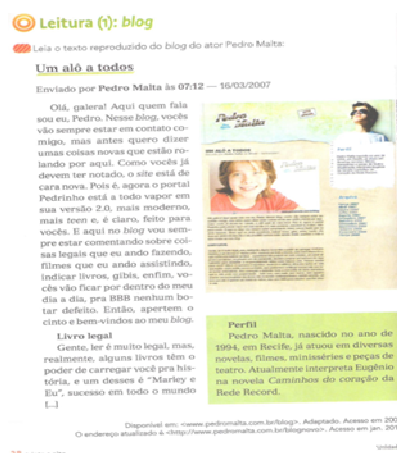 Leitura (1): blog
Leia o texto reproduzido do blog do ator Pedro Malta:
Um alô a todos
Enviado por Pedro Malta às 07:12 — 16/03/2007
Olá, galera! Aqui quem fala
sou eu, Pedro. Nesse blog, vocês
vão sempre estar em contato co-
migo, mas antes quero dizer
umas coisas novas que estão ro-
lando por aqui. Como vocês já
devem ter notado, o site está de
cara nova. Pois é, agora o portal
Pedrinho está a todo vapor em
sua versão 2.0, mais moderno,
mais teen e, é claro, feito para
vocês. E aqui no blog vou sem-
pre estar comentando sobre coi-
sas legais que eu ando fazendo,
filmes que eu ando assistindo,
indicar livros, gibis, enfim, vo-
cês vão ficar por dentro do meu
dia a dia, pra BBB nenhum bo-
tar defeito. Então, apertem o
cinto e bem-vindos ao meu blog.
Livro legal
Gente, ler é muito legal, mas,
realmente, alguns livros têm o
poder de carregar você pra his-
tória, e um desses é "Marley e
Eu", sucesso em todo o mundo
[...]
Pedro
Malta
UM ALÔ A TODOS
Perfil
Pedro Malta, nascido no ano de
1994, em Recife, já atuou em diversas
novelas, filmes, minisséries e peças de
teatro. Atualmente interpreta Eugênio
na novela Caminhos do coração da
Rede Record.
Disponível em: <www.pedromalta.com.br/blog>. Adaptado. Acesso em 200
O endereço atualizado é <http://www.pedromalta.com.br/blognovo>. Acesso em jan. 201
Unidad